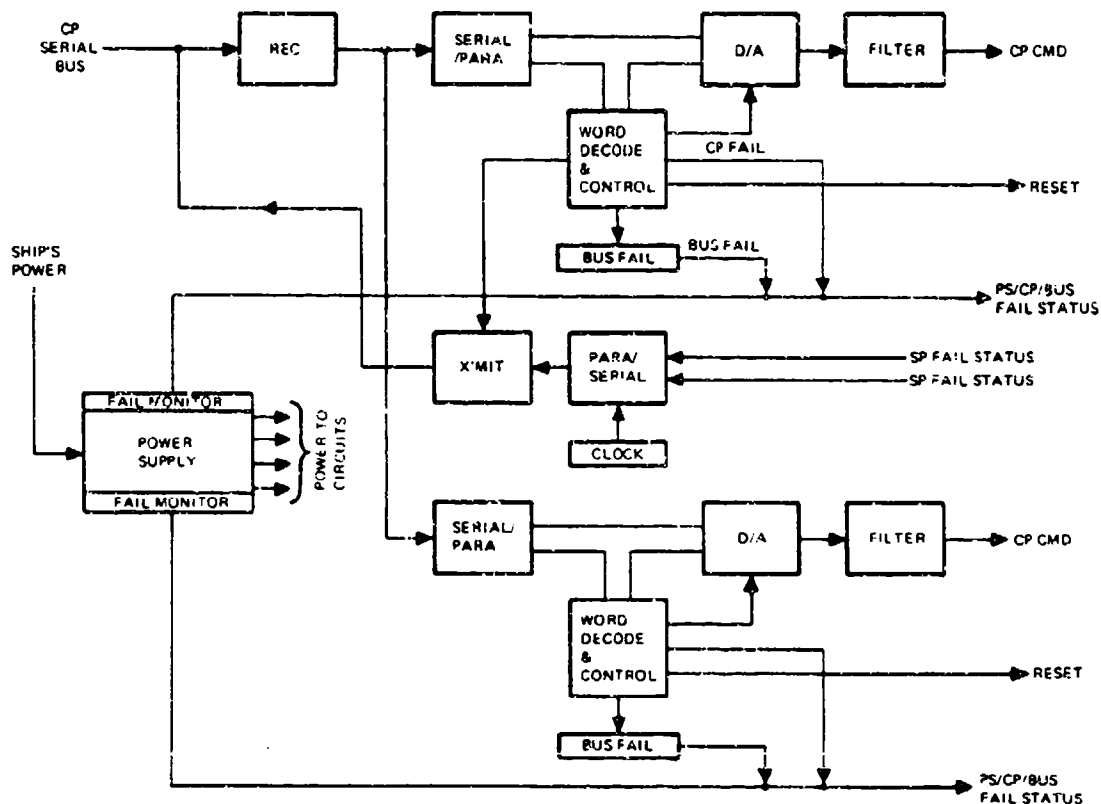 CP
SERIAL
BUS
REC
SERIAL
/PARA
D/A
FILTER
CP CMD
WORD
DECODE
&
CONTROL
CP FAIL
RESET
BUS FAIL
BUS FAIL
SHIP'S
POWER
PS/CP/BUS
FAIL STATUS
X'MIT
PARA/
SERIAL
SP FAIL STATUS
SP FAIL STATUS
CLOCK
FAIL MONITOR
POWER
SUPPLY
FAIL MONITOR
POWER TO
CIRCUITS
SERIAL/
PARA
D/A
FILTER
CP CMD
WORD
DECODE
&
CONTROL
RESET
BUS FAIL
PS/CP/BUS
FAIL STATUS